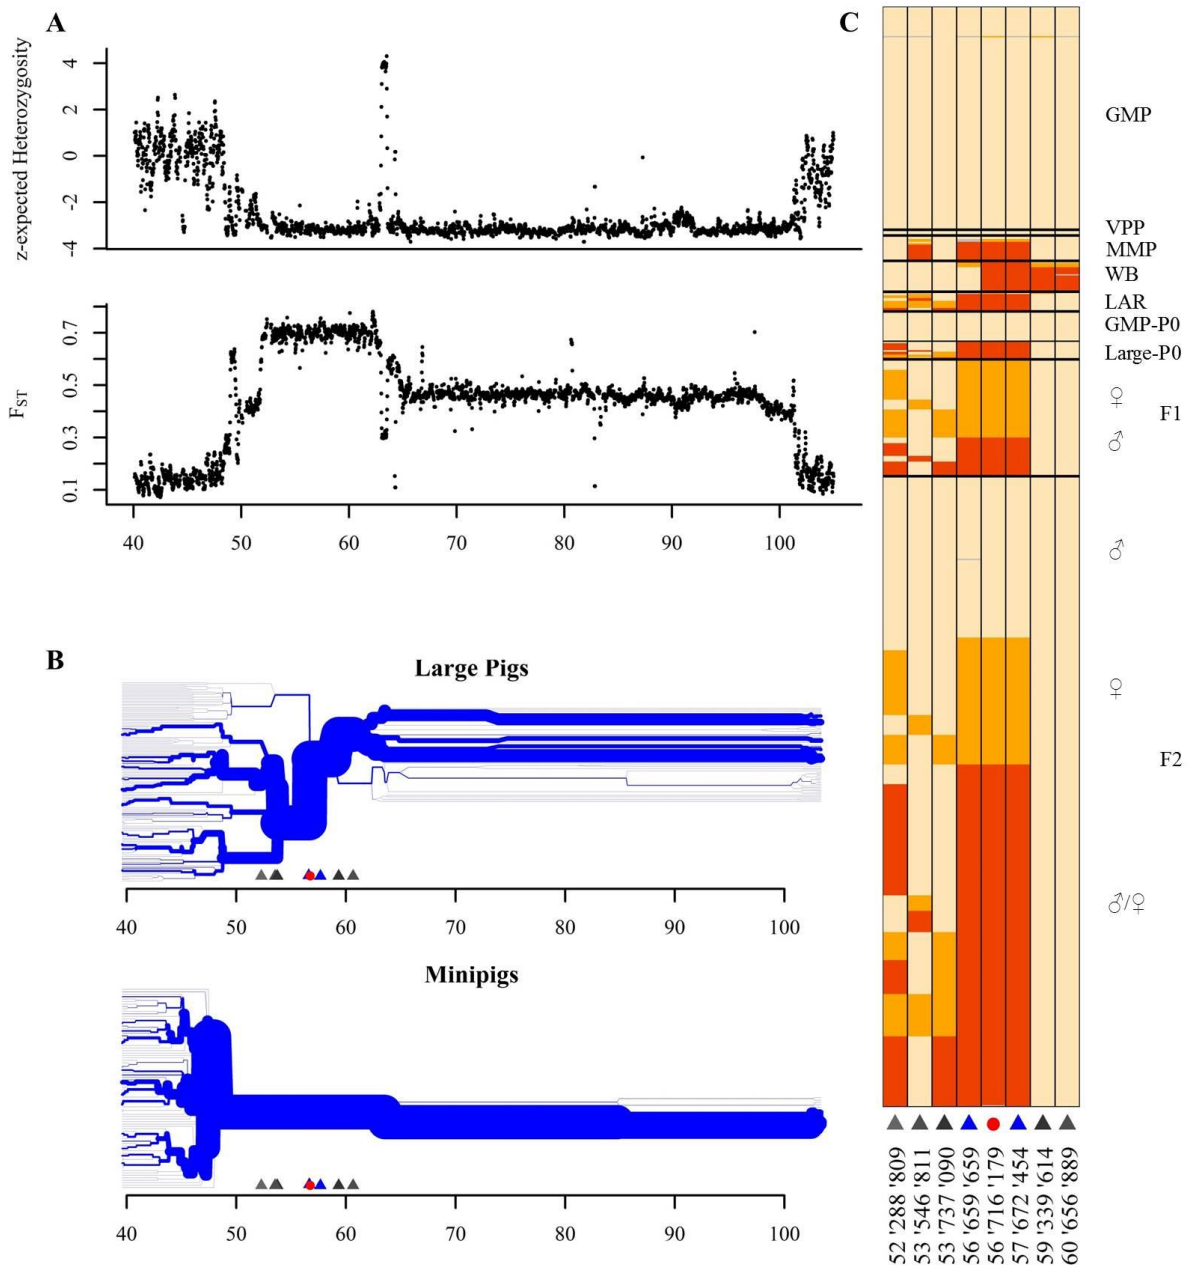 A
z-expected Heterozygosity
4
2
0
-2
-4
F_ST
0.7
0.5
0.3
0.1
40 50 60 70 80 90 100
B
Large Pigs
40 50 60 70 80 90 100
Minipigs
40 50 60 70 80 90 100
C
GMP
VPP
MMP
WB
LAR
GMP-P0
Large-P0
♀
F1
♂
♂
♀
F2
♂/♀
52 '288 '809
53 '546 '811
53 '737 '090
56 '659 '659
56 '716 '179
57 '672 '454
59 '339 '614
60 '656 '889